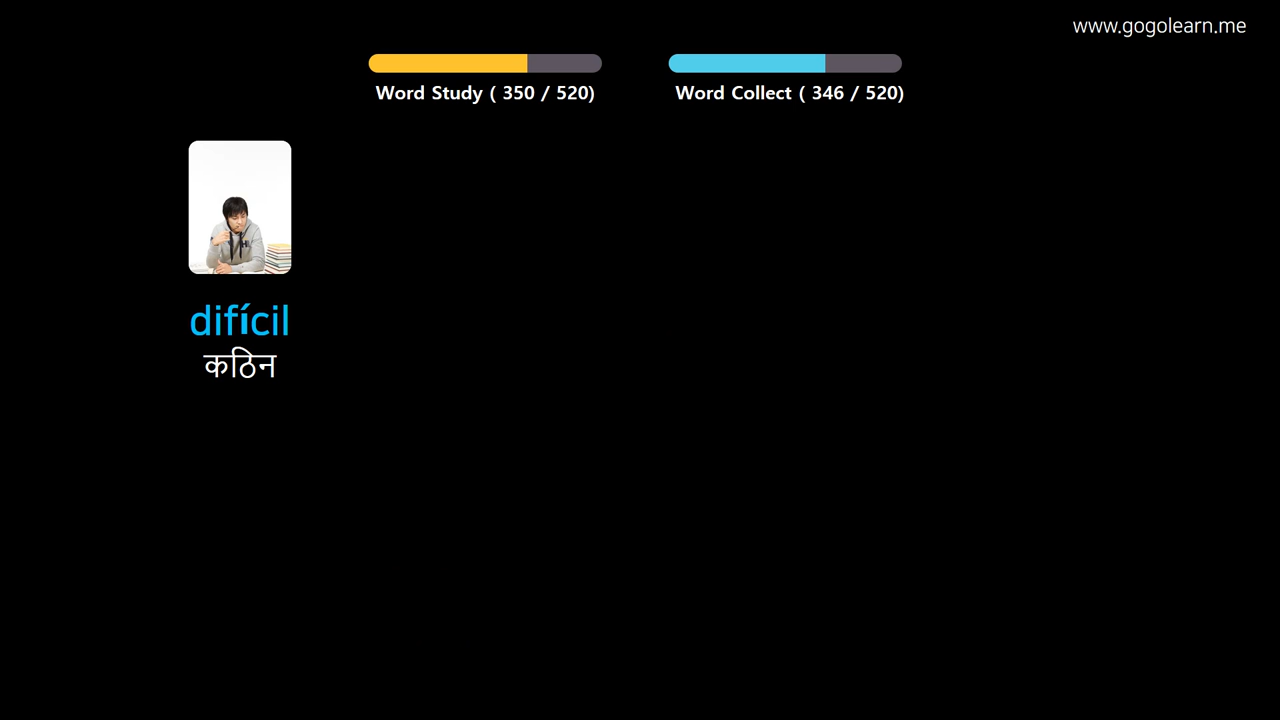 www.gogolearn.me
Word Study ( 350 / 520)
Word Collect ( 346 / 520)
difícil
कठिन